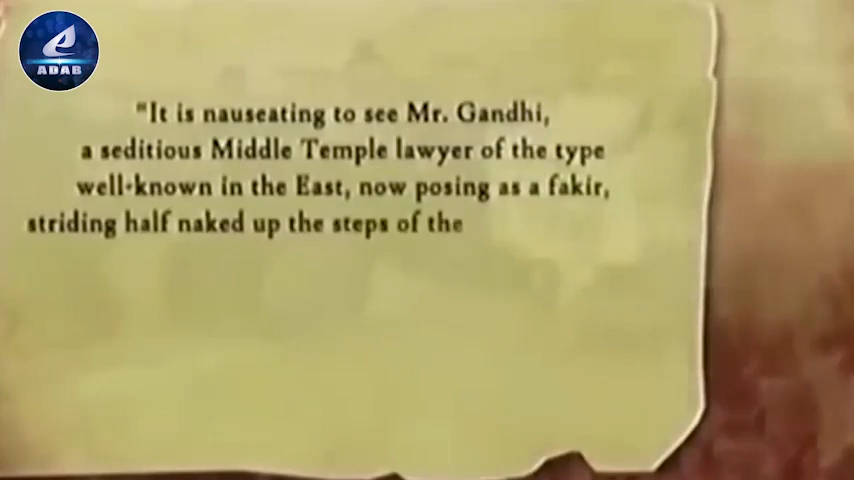 e
ADAB
"It is nauseating to see Mr. Gandhi,
a seditious Middle Temple lawyer of the type
well-known in the East, now posing as a fakir,
striding half naked up the steps of the